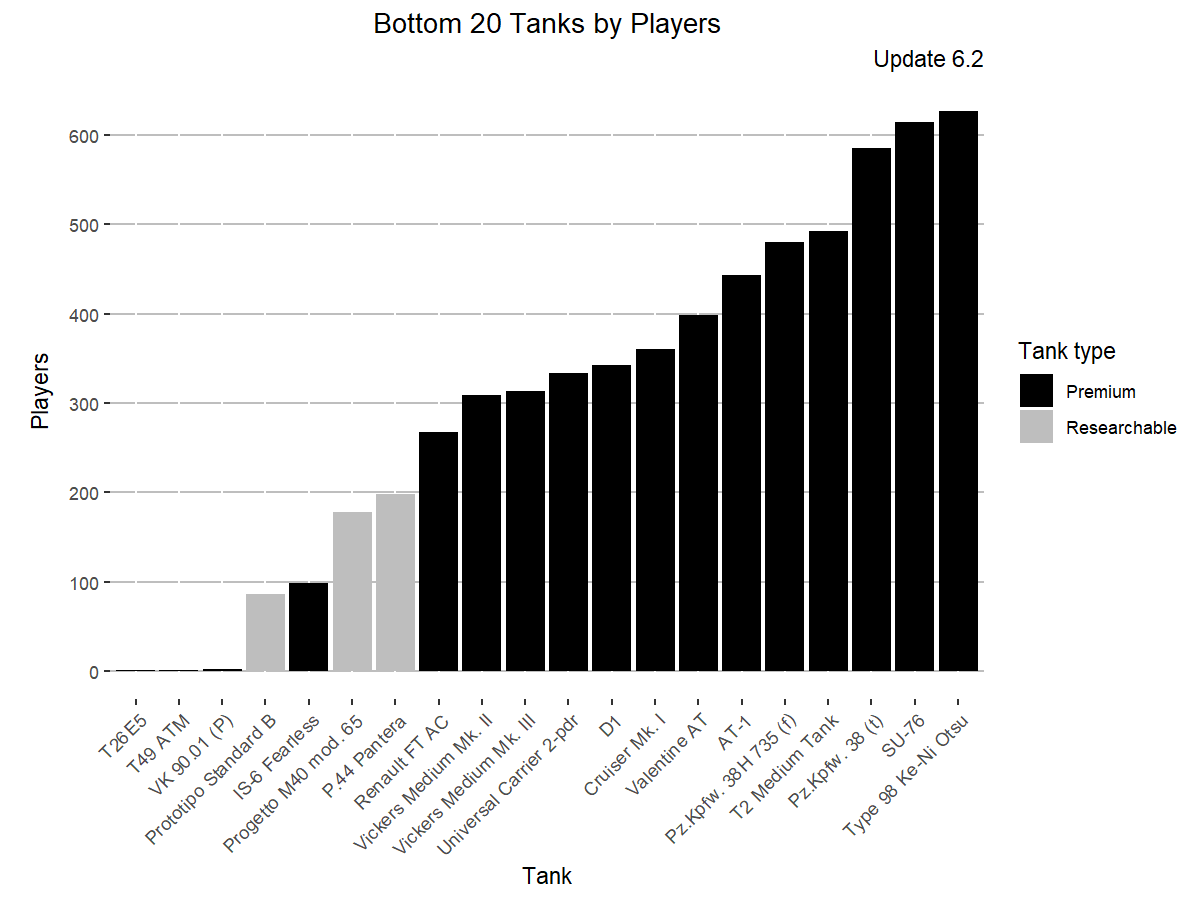 Bottom 20 Tanks by Players
Update 6.2
Players
600
500
400
300
200
100
0
T26E5
T49 ATM
VK 90.01 (P)
Prototipo Standard B
IS-6 Fearless
Progetto M40 mod. 65
P.44 Pantera
Renault FT AC
Vickers Medium Mk. II
Vickers Medium Mk. III
Universal Carrier 2-pdr
D1
Cruiser Mk. I
Valentine AT
AT-1
Pz.Kpfw. 38H 735 (f)
T2 Medium Tank
Pz.Kpfw. 38 (t)
SU-76
Type 98 Ke-Ni Otsu
Tank
Tank type
Premium
Researchable